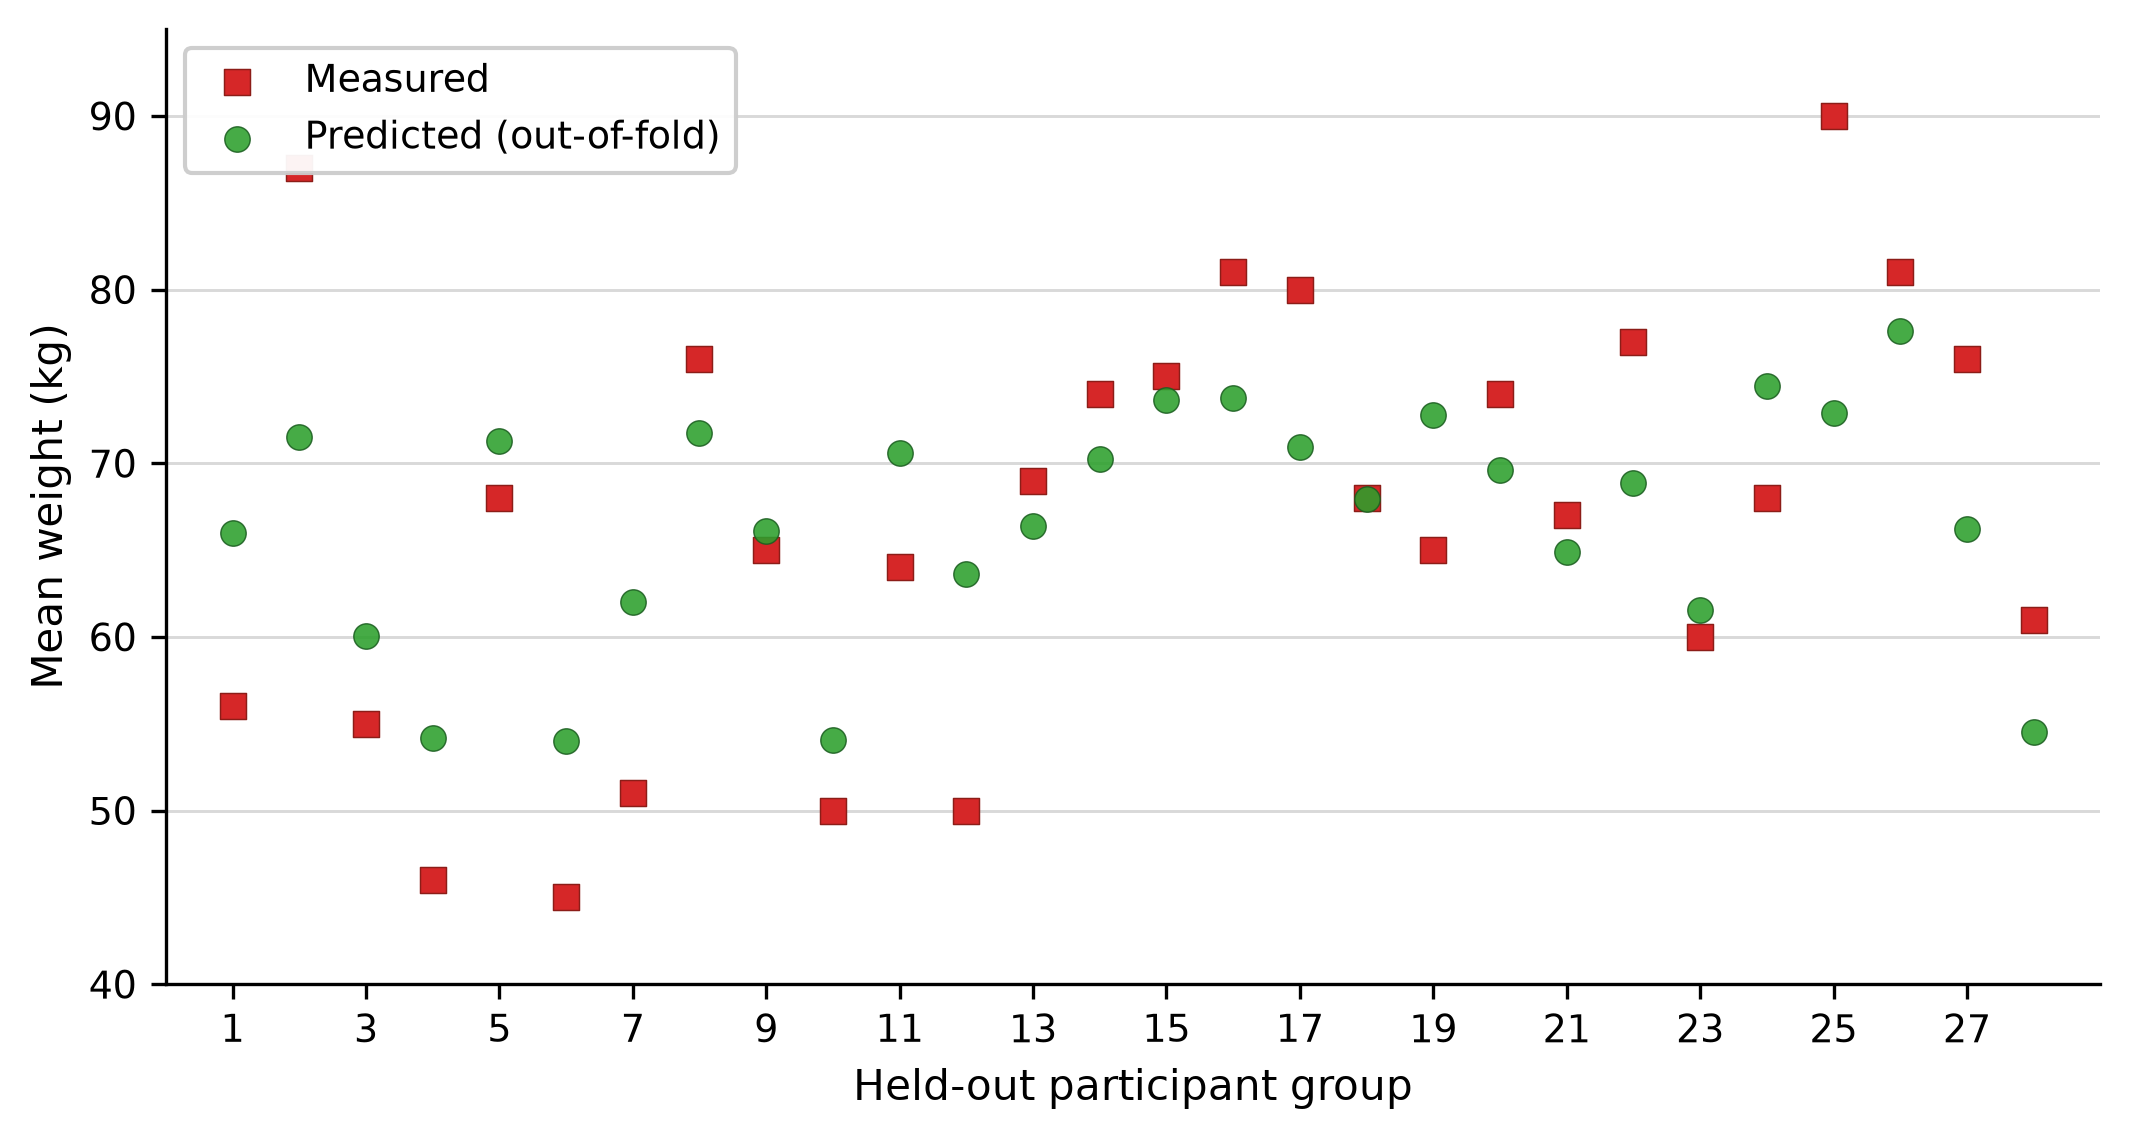 Measured
Predicted (out-of-fold)
Mean weight (kg)
90
80
70
60
50
40
1 3 5 7 9 11 13 15 17 19 21 23 25 27
Held-out participant group